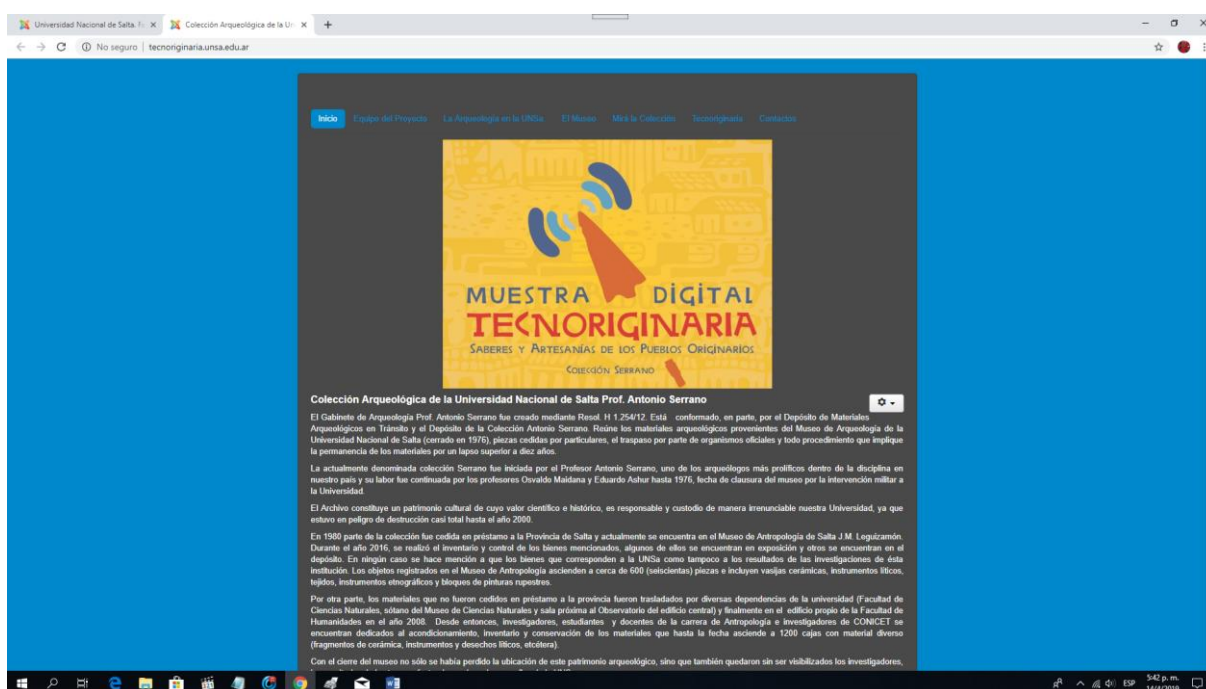 Universidad Nacional de Salta. F
Colección Arqueológica de la Un
No seguro | tecnoriginaria.unsa.edu.ar
Inicio Equipo del Proyecto La Arqueología en la UNSa El Museo Mirá la Colección Tecnoriginaria Contactos
MUESTRA DIGITAL
TECNORIGINARIA
SABERES Y ARTESANÍAS DE LOS PUEBLOS ORIGINARIOS
COLECCIÓN SERRANO
Colección Arqueológica de la Universidad Nacional de Salta Prof. Antonio Serrano
El Gabinete de Arqueología Prof. Antonio Serrano fue creado mediante Resol. H 1.254/12. Está conformado, en parte, por el Depósito de Materiales
Arqueológicos en Tránsito y el Depósito de la Colección Antonio Serrano. Reúne los materiales arqueológicos provenientes del Museo de Arqueología de la
Universidad Nacional de Salta (cerrado en 1976), piezas cedidas por particulares, el traspaso por parte de organismos oficiales y todo procedimiento que implique
la permanencia de los materiales por un lapso superior a diez años.
La actualmente denominada colección Serrano fue iniciada por el Profesor Antonio Serrano, uno de los arqueólogos más prolíficos dentro de la disciplina en
nuestro país y su labor fue continuada por los profesores Osvaldo Maidana y Eduardo Ashur hasta 1976, fecha de clausura del museo por la intervención militar a
la Universidad.
El Archivo constituye un patrimonio cultural de cuyo valor científico e histórico, es responsable y custodio de manera irrenunciable nuestra Universidad, ya que
estuvo en peligro de destrucción casi total hasta el año 2000.
En 1980 parte de la colección fue cedida en préstamo a la Provincia de Salta y actualmente se encuentra en el Museo de Antropología de Salta J.M. Leguizamón.
Durante el año 2016, se realizó el inventario y control de los bienes mencionados, algunos de ellos se encuentran en exposición y otros se encuentran en el
depósito. En ningún caso se hace mención a que los bienes que corresponden a la UNSa como tampoco a los resultados de las investigaciones de ésta
institución. Los objetos registrados en el Museo de Antropología ascienden a cerca de 600 (seiscientas) piezas e incluyen vasijas cerámicas, instrumentos líticos,
tejidos, instrumentos etnográficos y bloques de pinturas rupestres.
Por otra parte, los materiales que no fueron cedidos en préstamo a la provincia fueron trasladados por diversas dependencias de la universidad (Facultad de
Ciencias Naturales, sótano del Museo de Ciencias Naturales y sala próxima al Observatorio del edificio central) y finalmente en el edificio propio de la Facultad de
Humanidades en el año 2008. Desde entonces, investigadores, estudiantes y docentes de la carrera de Antropología e investigadores de CONICET se
encuentran dedicados al acondicionamiento, inventario y conservación de los materiales que hasta la fecha asciende a 1200 cajas con material diverso
(fragmentos de cerámica, instrumentos y desechos líticos, etcétera).
Con el cierre del museo no sólo se había perdido la ubicación de este patrimonio arqueológico, sino que también quedaron sin ser visibilizados los investigadores,
ESP
5:42 p. m.